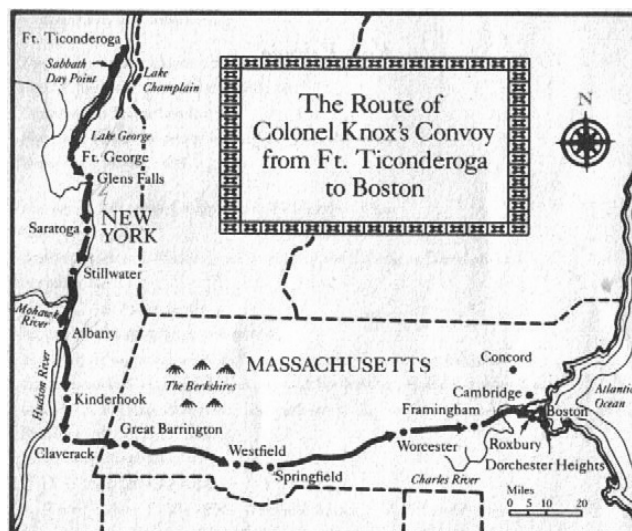 Ft. Ticonderoga
Sabbath
Day Point
Lake
Champlain
The Route of
Colonel Knox's Convoy
from Ft. Ticonderoga
to Boston
N
Lake George
Ft. George
Glens Falls
Saratoga
NEW
YORK
Stillwater
Mohawk
River
Albany
Hudson River
Kinderhook
Claverack
Great Barrington
The Berkshires
MASSACHUSETTS
Westfield
Springfield
Worcester
Framingham
Concord
Cambridge
Boston
Roxbury
Dorchester Heights
Charles River
Atlantic
Ocean
Miles
0 5 10 20